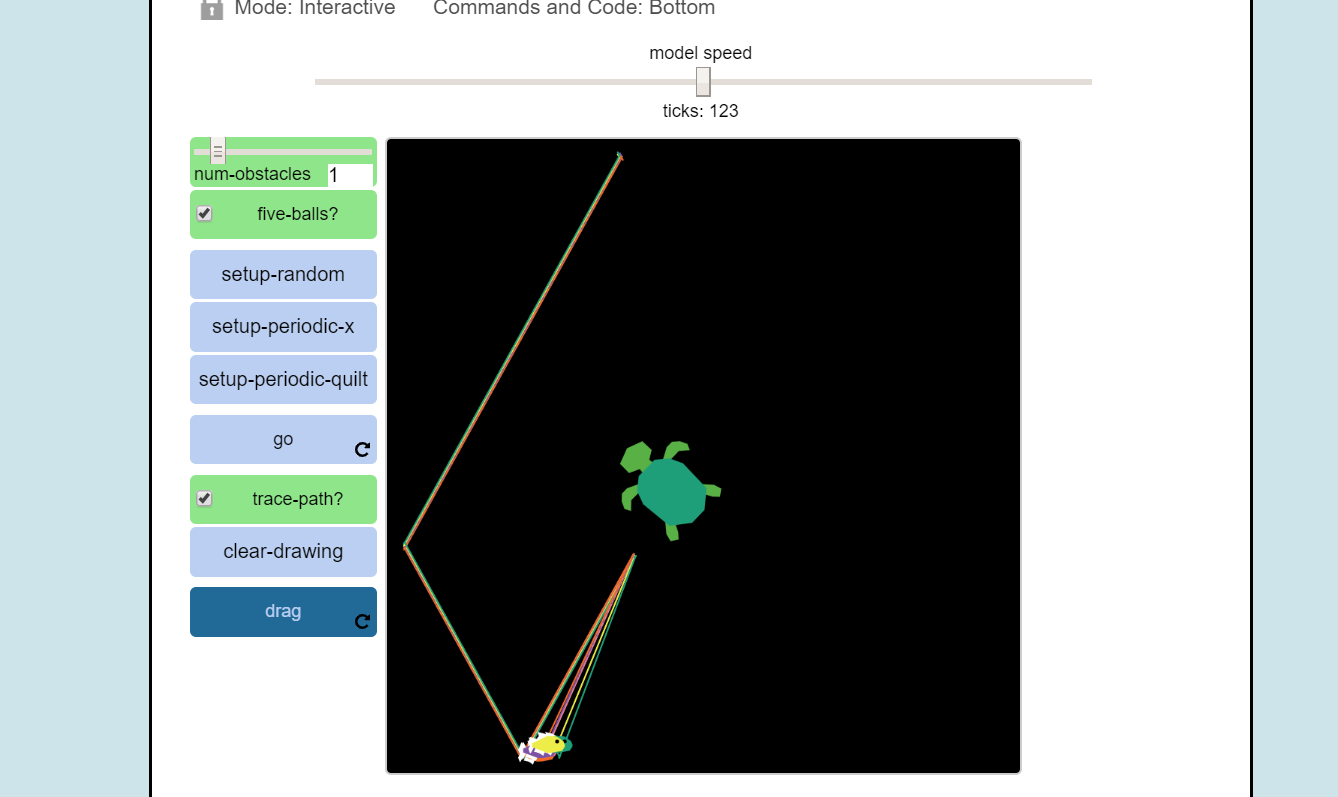 Mode: Interactive Commands and Code: Bottom
model speed
ticks: 123
num-obstacles 1
five-balls?
setup-random
setup-periodic-x
setup-periodic-quilt
go
trace-path?
clear-drawing
drag